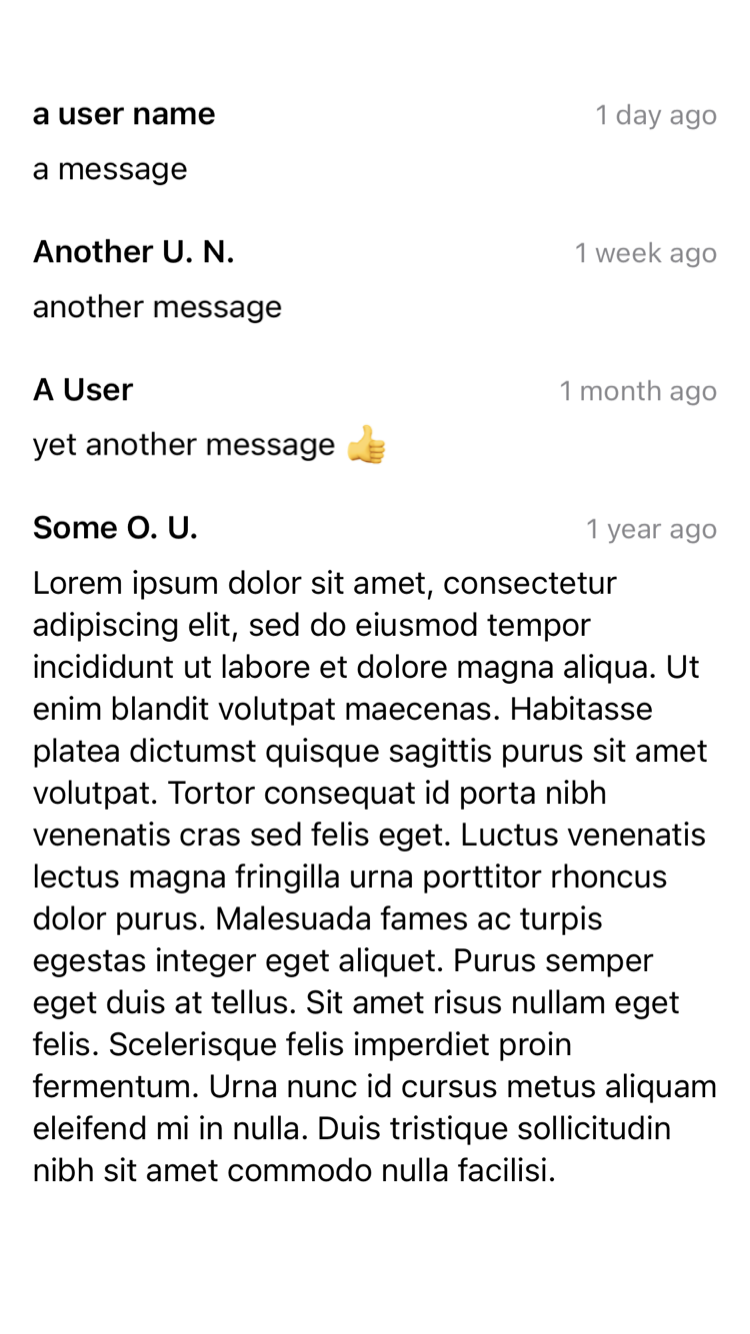 a user name 1 day ago
a message
Another U. N. 1 week ago
another message
A User 1 month ago
yet another message 👍
Some O. U. 1 year ago
Lorem ipsum dolor sit amet, consectetur
adipiscing elit, sed do eiusmod tempor
incididunt ut labore et dolore magna aliqua. Ut
enim blandit volutpat maecenas. Habitasse
platea dictumst quisque sagittis purus sit amet
volutpat. Tortor consequat id porta nibh
venenatis cras sed felis eget. Luctus venenatis
lectus magna fringilla urna porttitor rhoncus
dolor purus. Malesuada fames ac turpis
egestas integer eget aliquet. Purus semper
eget duis at tellus. Sit amet risus nullam eget
felis. Scelerisque felis imperdiet proin
fermentum. Urna nunc id cursus metus aliquam
eleifend mi in nulla. Duis tristique sollicitudin
nibh sit amet commodo nulla facilisi.